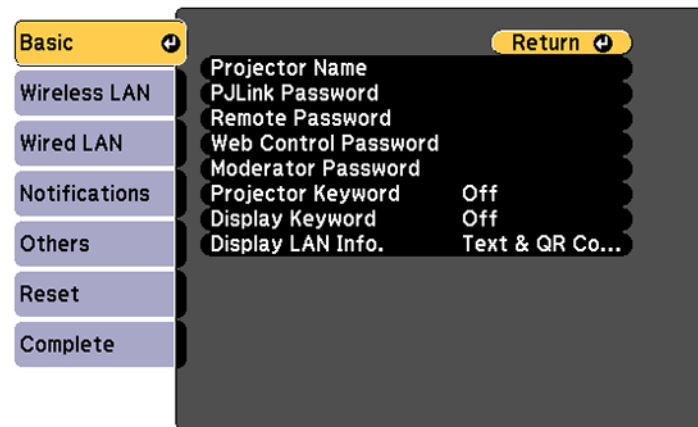 Basic
Wireless LAN
Wired LAN
Notifications
Others
Reset
Complete
Return
Projector Name
PJLink Password
Remote Password
Web Control Password
Moderator Password
Projector Keyword Off
Display Keyword Off
Display LAN Info. Text & QR Co...